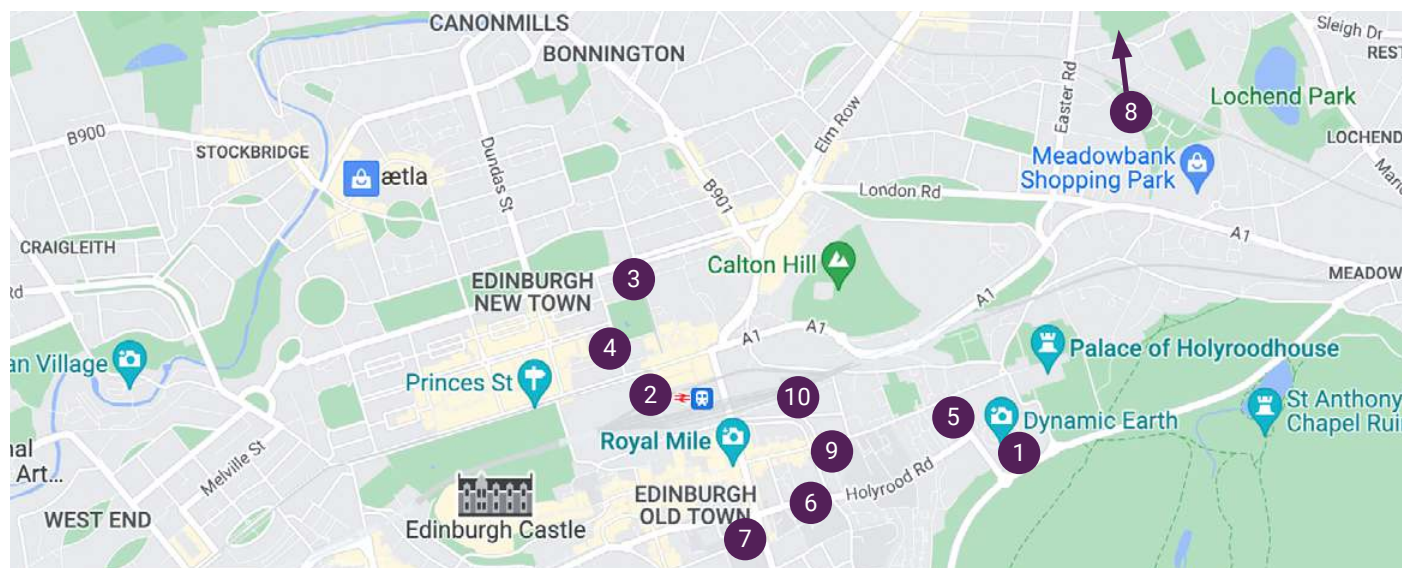 CANONMILLS
BONNINGTON
Sleigh Dr
REST
Easter Rd
8
Lochend Park
LOCHEND
B900
STOCKBRIDGE
Dundas St
Elm Row
ætla
B901
Meadowbank
Shopping Park
London Rd
A1
CRAIGLEITH
Calton Hill
MEADOW
Rd
EDINBURGH
NEW TOWN
3
A1
A1
A1
4
an Village
Princes St
2
10
Palace of Holyroodhouse
5
Dynamic Earth
St Anthony
Chapel Ruin
Royal Mile
9
1
nal
Art...
Melville St
Holyrood Rd
EDINBURGH
OLD TOWN
6
WEST END
Edinburgh Castle
7